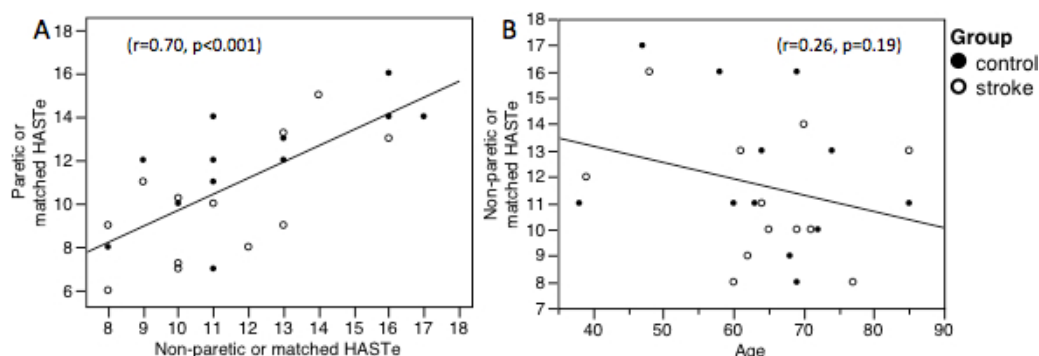 A
(r=0.70, p<0.001)
18
16
14
12
10
8
6
Paretic or
matched HASTe
8 9 10 11 12 13 14 15 16 17 18
Non-paretic or matched HASTe
B
(r=0.26, p=0.19)
18
17
16
15
14
13
12
11
10
9
8
7
Non-paretic or
matched HASTe
40 50 60 70 80 90
Age
Group
control
stroke